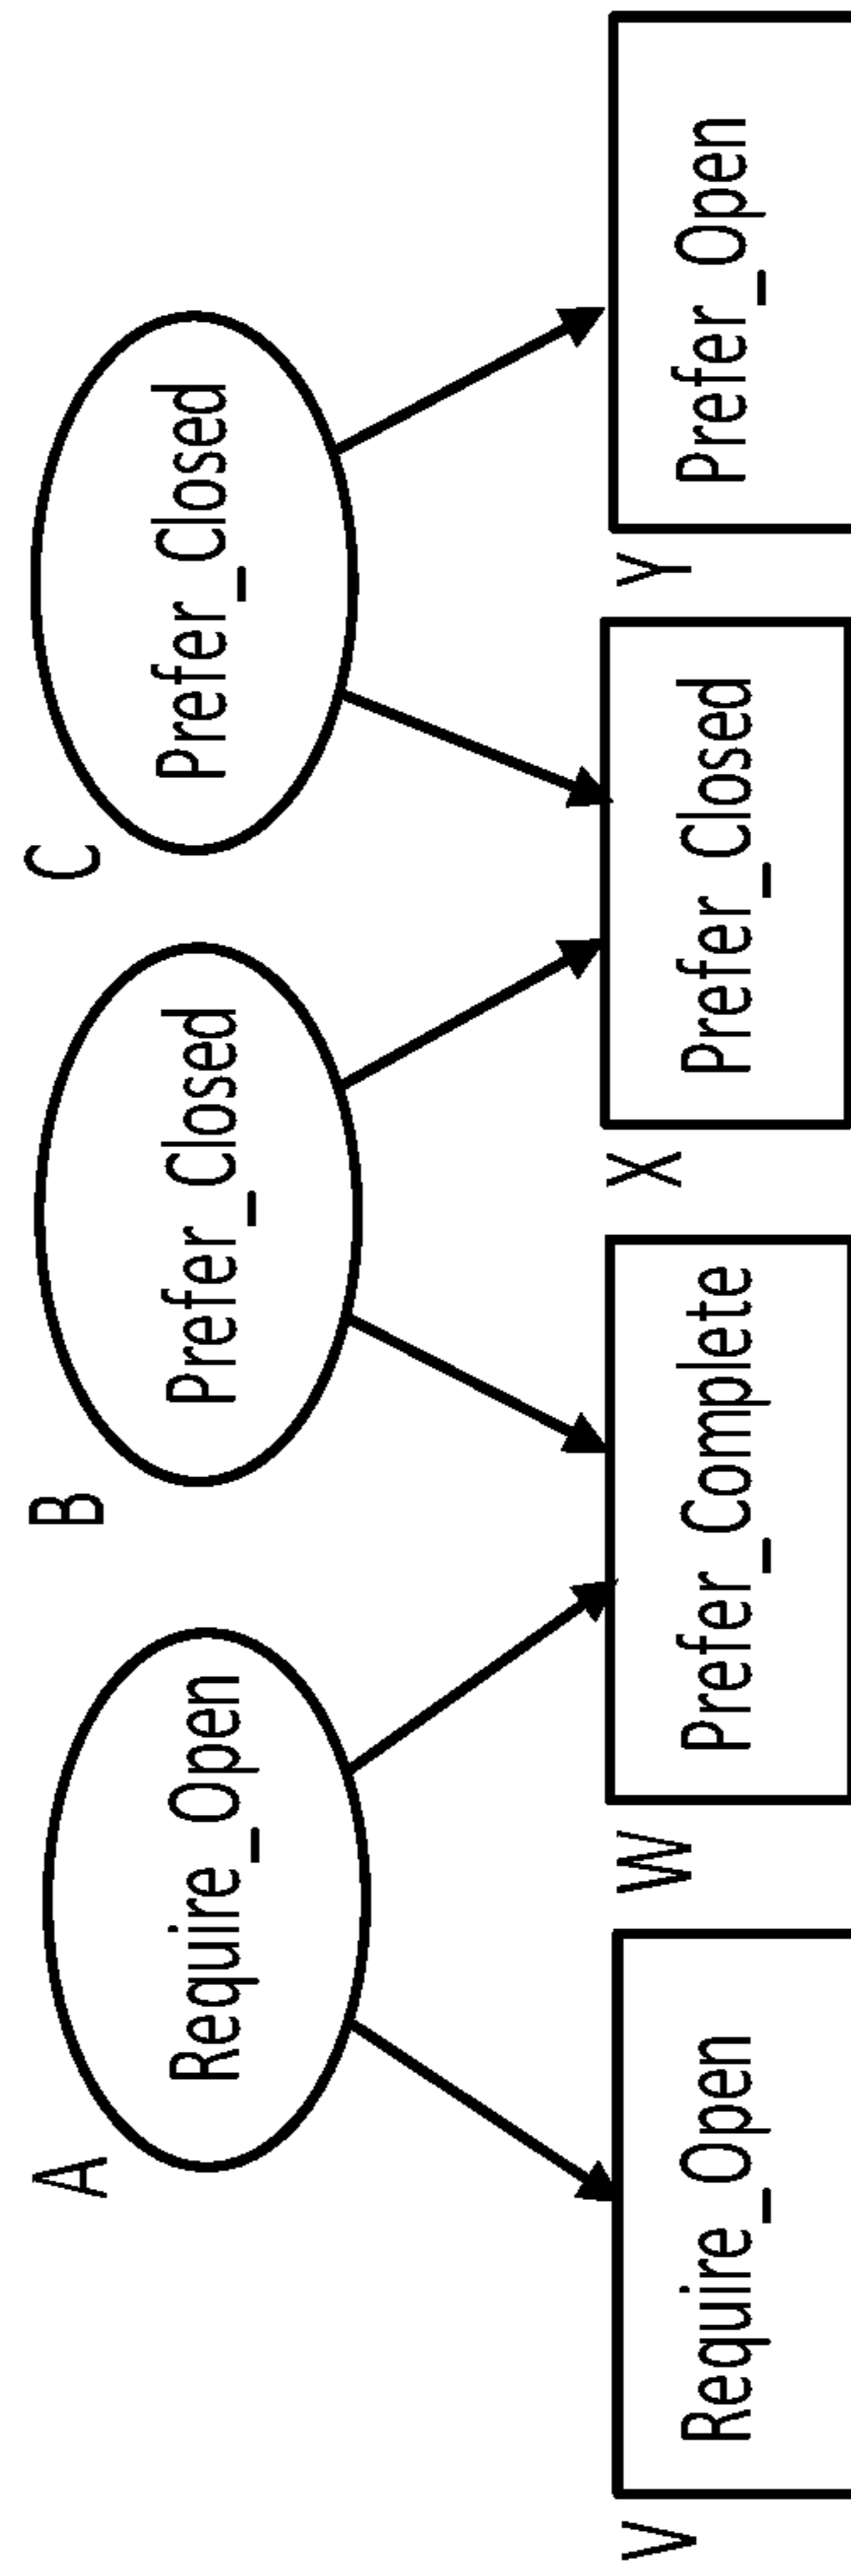 A
Require_Open
B
Prefer_Closed
C
Prefer_Closed
V
Require_Open
W
Prefer_Complete
X
Prefer_Closed
Y
Prefer_Open